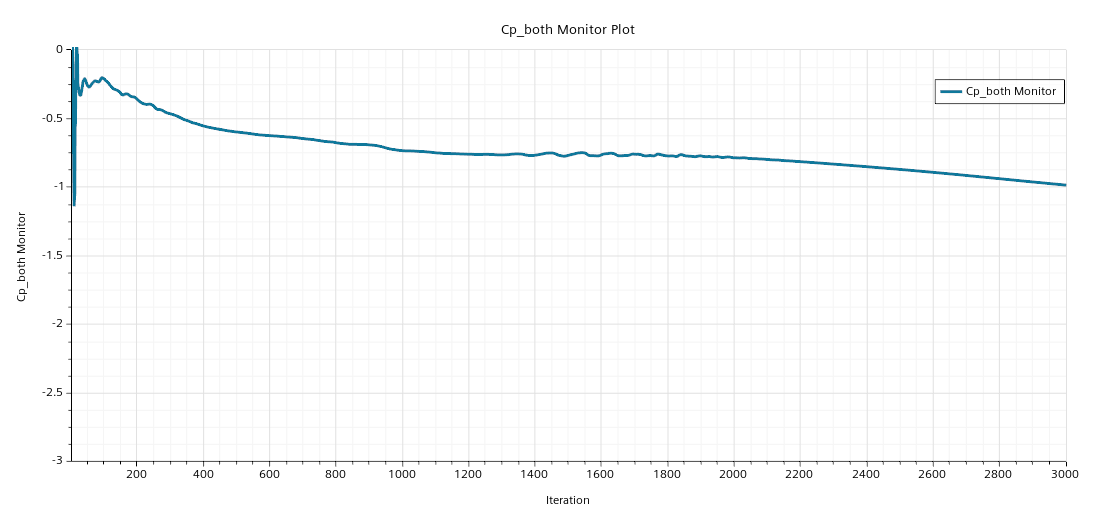 Cp_both Monitor Plot
Cp_both Monitor
0
-0.5
-1
-1.5
-2
-2.5
-3
Cp_both Monitor
200 400 600 800 1000 1200 1400 1600 1800 2000 2200 2400 2600 2800 3000
Iteration